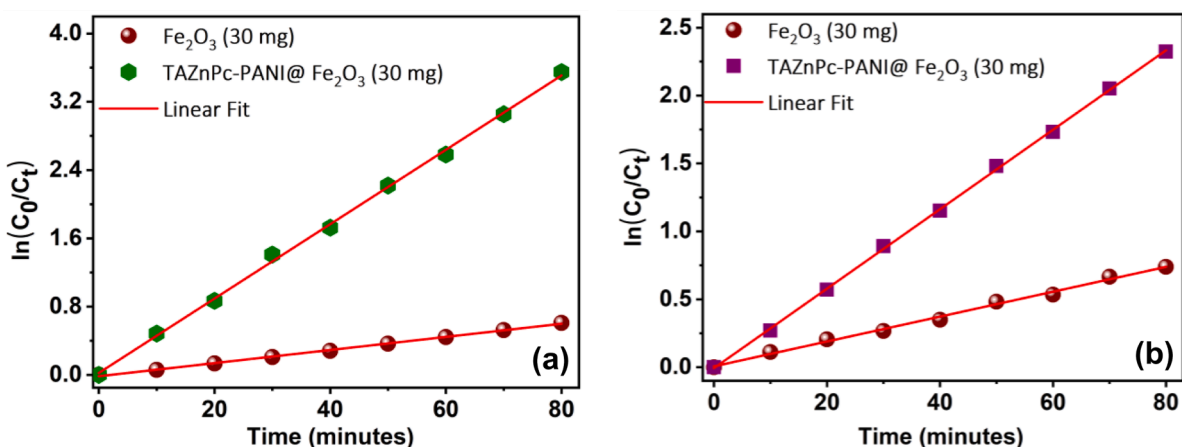 4.0
3.2
2.4
1.6
0.8
0.0
ln(C₀/Cₜ)
Fe₂O₃ (30 mg)
TAZnPc-PANI@ Fe₂O₃ (30 mg)
Linear Fit
(a)
0 20 40 60 80
Time (minutes)
2.5
2.0
1.5
1.0
0.5
0.0
ln(C₀/Cₜ)
Fe₂O₃ (30 mg)
TAZnPc-PANI@ Fe₂O₃ (30 mg)
Linear Fit
(b)
0 20 40 60 80
Time (minutes)